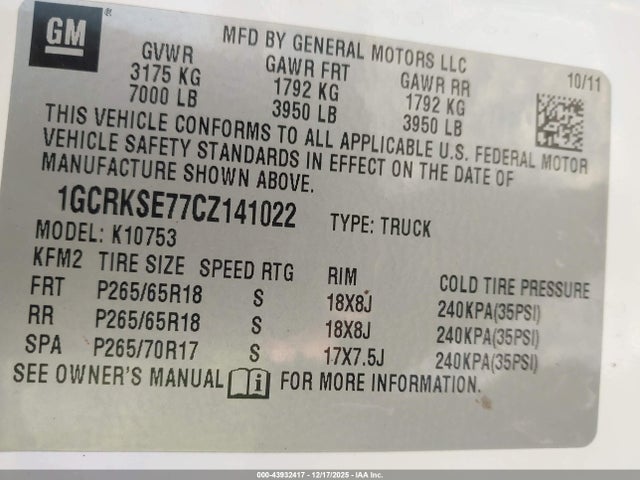 GM
MFD BY GENERAL MOTORS LLC
10/11
GVWR GAWR FRT GAWR RR
3175 KG 1792 KG 1792 KG
7000 LB 3950 LB 3950 LB
THIS VEHICLE CONFORMS TO ALL APPLICABLE U.S. FEDERAL MOTOR
VEHICLE SAFETY STANDARDS IN EFFECT ON THE DATE OF
MANUFACTURE SHOWN ABOVE.
1GCRKSE77CZ141022 TYPE: TRUCK
MODEL: K10753
KFM2 TIRE SIZE SPEED RTG RIM COLD TIRE PRESSURE
FRT P265/65R18 S 18X8J 240KPA(35PSI)
RR P265/65R18 S 18X8J 240KPA(35PSI)
SPA P265/70R17 S 17X7.5J 240KPA(35PSI)
SEE OWNER'S MANUAL i FOR MORE INFORMATION.
000-43932417 - 12/17/2025 - IAA Inc.